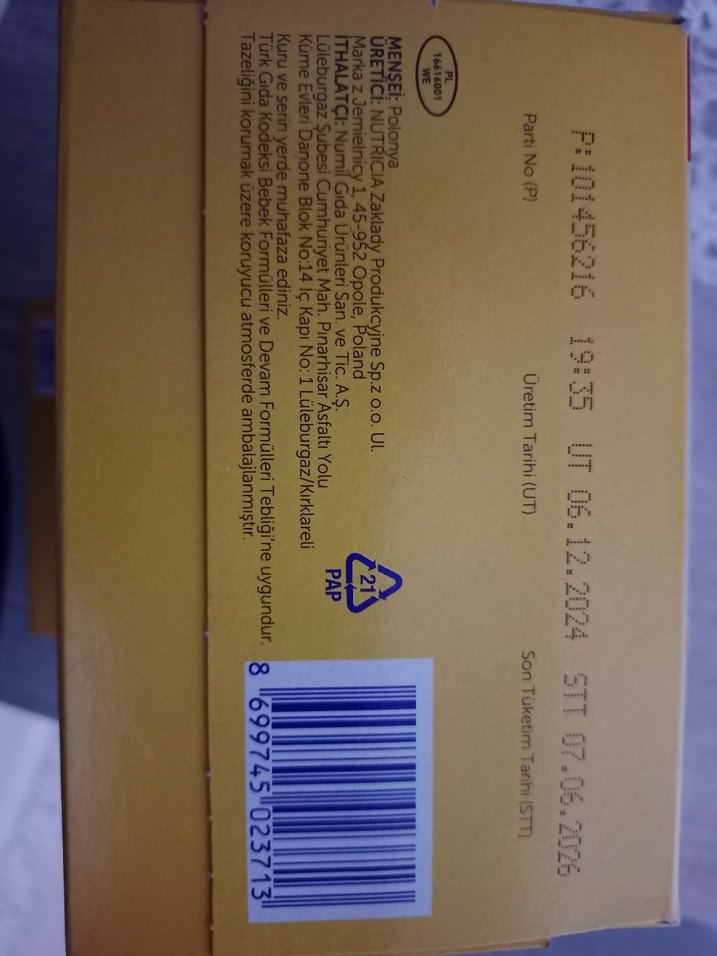 P:101456216 19:35 UT 06.12.2024 STT 07.06.2026
Parti No (P) Üretim Tarihi (UT) Son Tüketim Tarihi (STT)
PL
16616001
WE
MENŞEİ: Polonya
ÜRETİCİ: NUTRICIA Zaklady Produkcyjne Sp.z o.o. Ul.
Marka z Jemielnicy 1, 45-952 Opole, Poland
İTHALATÇI: Numil Gıda Ürünleri San. ve Tic. A.Ş.
Lüleburgaz Şubesi Cumhuriyet Mah. Pınarhisar Asfaltı Yolu
Küme Evleri Danone Blok No:14 İç Kapı No: 1 Lüleburgaz/Kırklareli
Kuru ve serin yerde muhafaza ediniz.
Türk Gıda Kodeksi Bebek Formülleri ve Devam Formülleri Tebliği'ne uygundur.
Tazeliğini korumak üzere koruyucu atmosferde ambalajlanmıştır.
21
PAP
8 699745 023713